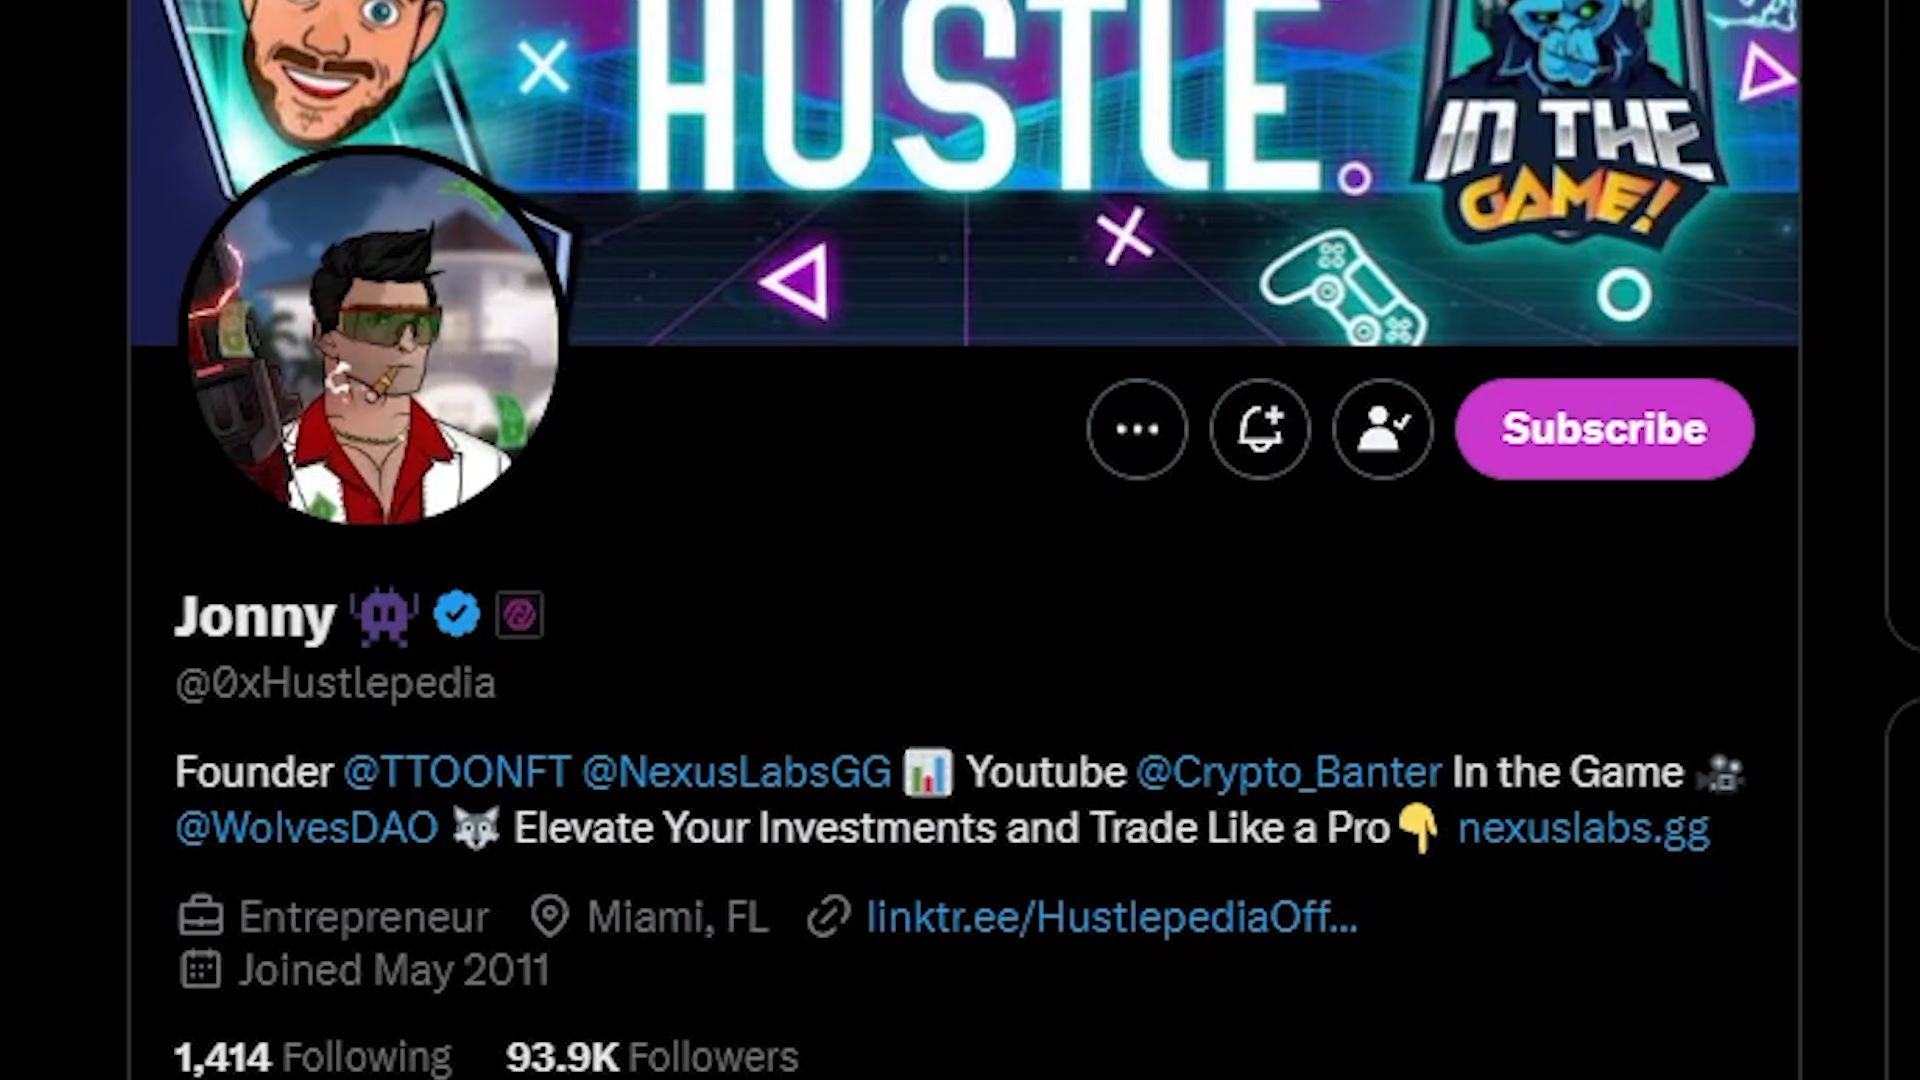 HUSTLE.
IN THE
GAME!
Subscribe
Jonny
@0xHustlepedia
Founder @TTOONFT @NexusLabsGG 📊 Youtube @Crypto_Banter In the Game 🎥
@WolvesDAO 🐺 Elevate Your Investments and Trade Like a Pro👇 nexuslabs.gg
Entrepreneur Miami, FL linktr.ee/HustlepediaOff...
Joined May 2011
1,414 Following 93.9K Followers